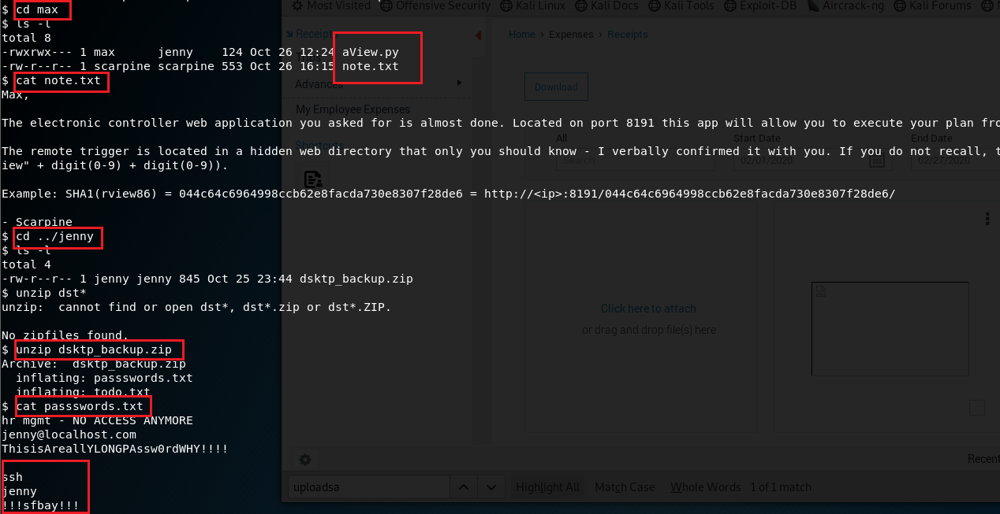 $ cd max
$ ls -l
total 8
-rwxrwx--- 1 max      jenny    124 Oct 26 12:24 aView.py
-rw-r--r-- 1 scarpine scarpine 553 Oct 26 16:15 note.txt
$ cat note.txt
Max,
The electronic controller web application you asked for is almost done. Located on port 8191 this app will allow you to execute your plan fro
The remote trigger is located in a hidden web directory that only you should know - I verbally confirmed it with you. If you do not recall, t
iew" + digit(0-9) + digit(0-9)).
Example: SHA1(rview86) = 044c64c6964998ccb62e8facda730e8307f28de6 = http://<ip>:8191/044c64c6964998ccb62e8facda730e8307f28de6/
- Scarpine
$ cd ../jenny
$ ls -l
total 4
-rw-r--r-- 1 jenny jenny 845 Oct 25 23:44 dsktp_backup.zip
$ unzip dst*
unzip:  cannot find or open dst*, dst*.zip or dst*.ZIP.
No zipfiles found.
$ unzip dsktp_backup.zip
Archive:  dsktp_backup.zip
  inflating: passswords.txt
  inflating: todo.txt
$ cat passswords.txt
hr mgmt - NO ACCESS ANYMORE
jenny@localhost.com
ThisisAreallYLONGPAssw0rdWHY!!!!
ssh
jenny
!!!sfbay!!!
Most Visited Offensive Security Kali Linux Kali Docs Kali Tools Exploit-DB Aircrack-ng Kali Forums N
Receipt
Home › Expenses › Receipts
Advance
Download
My Employee Expenses
Shortcuts
All
Start Date
End Date
Search
02/01/2020
02/27/2020
Click here to attach
or drag and drop file(s) here
Recen
uploadsa
Highlight All Match Case Whole Words 1 of 1 match